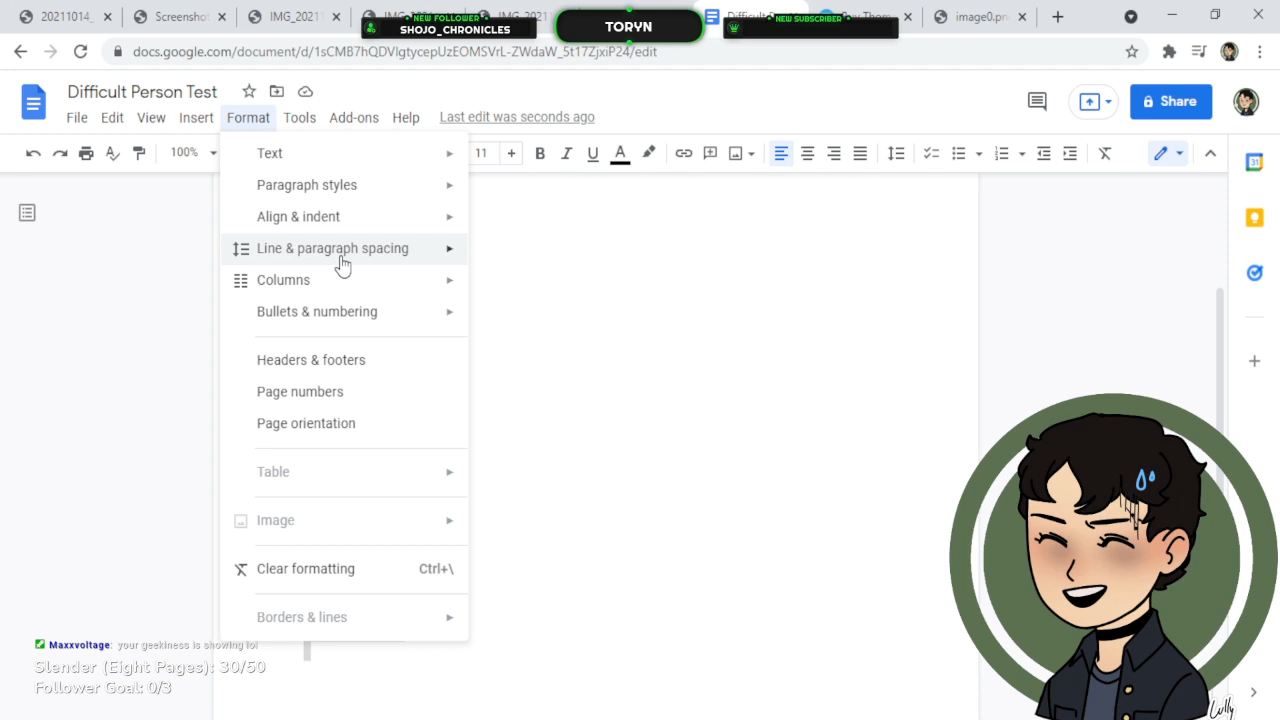 20211014_
Screenshot
IMG_20211
image0.pn
NEW FOLLOWER
SHOJO_CHRONICLES
TORYN
NEW SUBSCRIBER
docs.google.com/document/d/1sCMB7hQDVIgtycepUzEOMSVrL-ZWdaW_5t17ZjxiP24/edit
Difficult Person Test
File Edit View Insert Format Tools Add-ons Help Last edit was seconds ago
Share
100% 11
Text
Paragraph styles
Align & indent
Line & paragraph spacing
Columns
Bullets & numbering
Headers & footers
Page numbers
Page orientation
Table
Image
Clear formatting Ctrl+\
Borders & lines
Maxxvoltage: your geekiness is showing lol
Slender (Eight Pages): 30/50
Follower Goal: 0/3
Lully